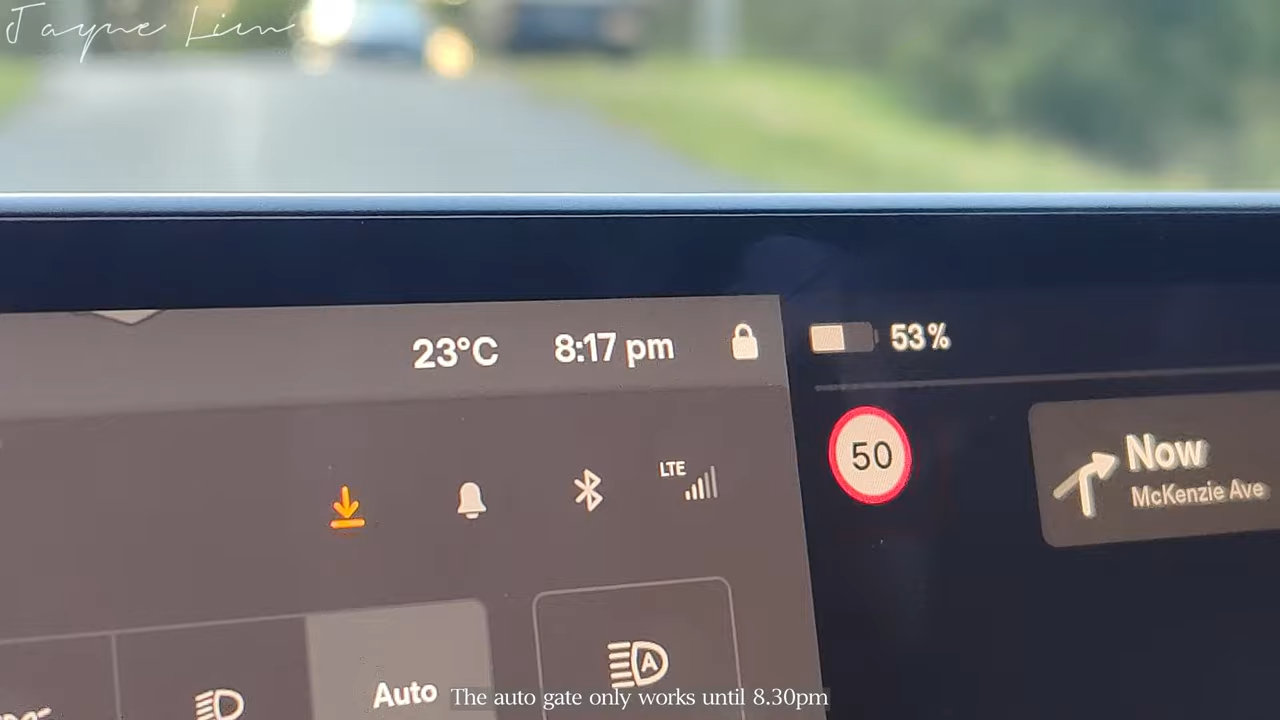 Jayne Lian
23°C 8:17 pm
53%
LTE
50
Now
McKenzie Ave
A
Auto
The auto gate only works until 8.30pm